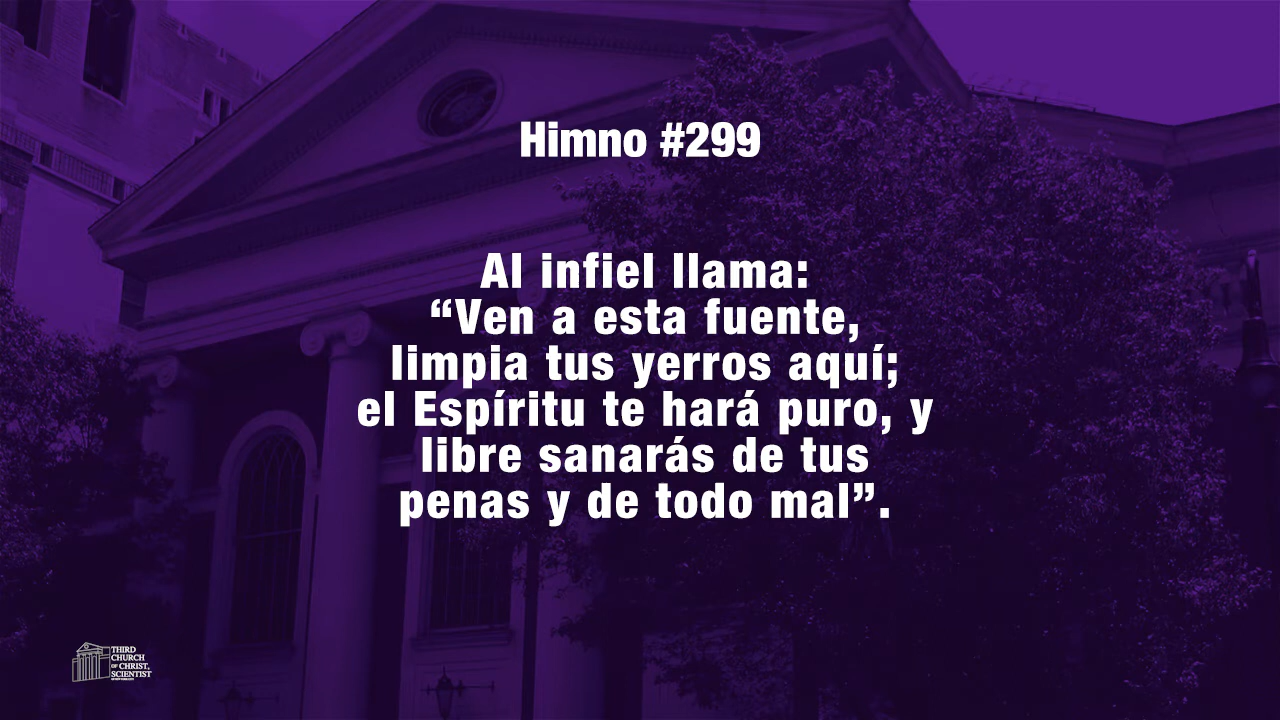 Himno #299
Al infiel llama:
“Ven a esta fuente,
limpia tus yerros aquí;
el Espíritu te hará puro, y
libre sanarás de tus
penas y de todo mal”.
THIRD
CHURCH
OF CHRIST,
SCIENTIST